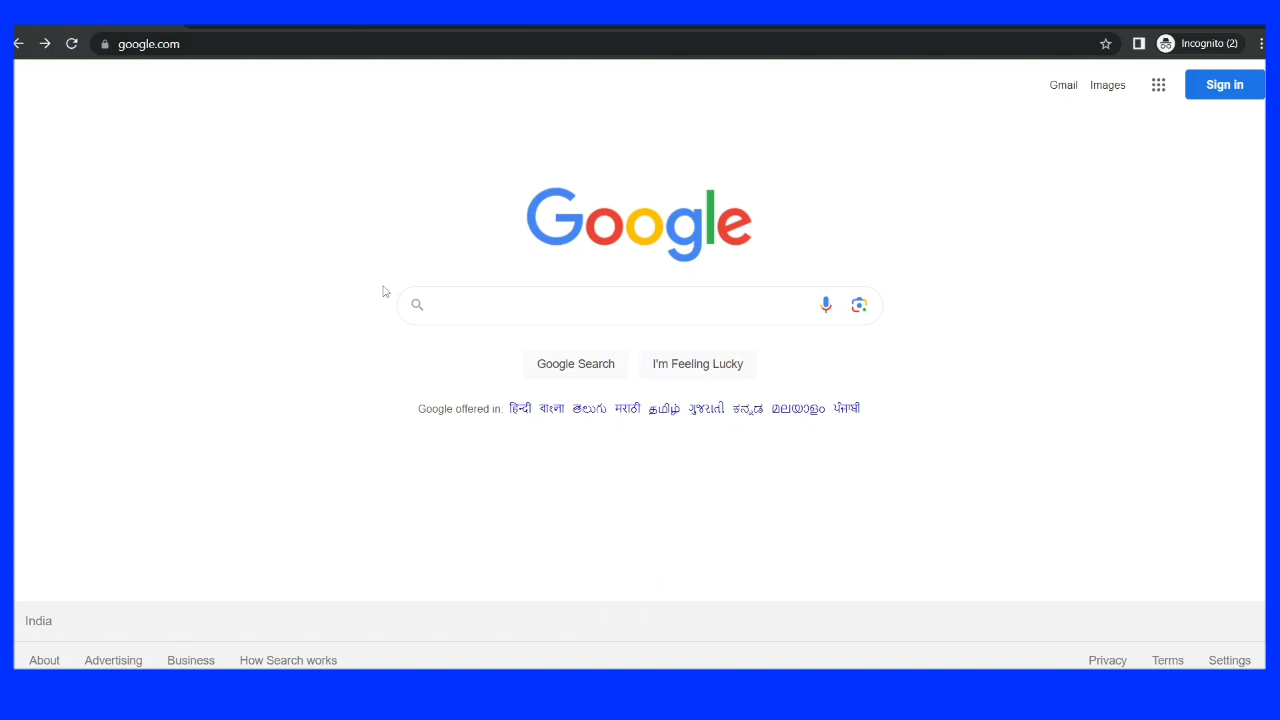 google.com
Incognito (2)
Gmail Images
Sign in
Google
Google Search I'm Feeling Lucky
Google offered in: हिन्दी বাংলা తెలుగు मराठी தமிழ் ગુજરાતી ಕನ್ನಡ മലയാളം ਪੰਜਾਬੀ
India
About Advertising Business How Search works Privacy Terms Settings